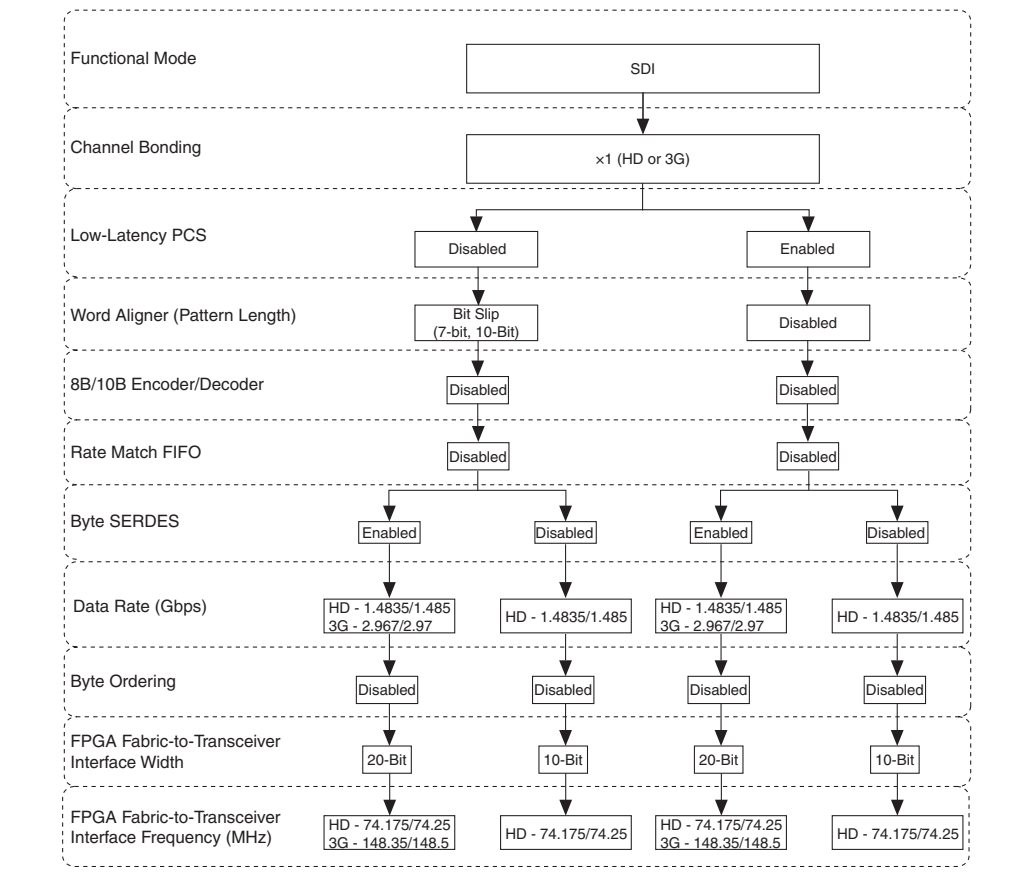 Functional Mode
SDI
Channel Bonding
×1 (HD or 3G)
Low-Latency PCS
Disabled
Enabled
Word Aligner (Pattern Length)
Bit Slip
(7-bit, 10-Bit)
Disabled
8B/10B Encoder/Decoder
Disabled
Disabled
Rate Match FIFO
Disabled
Disabled
Byte SERDES
Enabled
Disabled
Enabled
Disabled
Data Rate (Gbps)
HD - 1.4835/1.485
3G - 2.967/2.97
HD - 1.4835/1.485
HD - 1.4835/1.485
3G - 2.967/2.97
HD - 1.4835/1.485
Byte Ordering
Disabled
Disabled
Disabled
Disabled
FPGA Fabric-to-Transceiver
Interface Width
20-Bit
10-Bit
20-Bit
10-Bit
FPGA Fabric-to-Transceiver
Interface Frequency (MHz)
HD - 74.175/74.25
3G - 148.35/148.5
HD - 74.175/74.25
HD - 74.175/74.25
3G - 148.35/148.5
HD - 74.175/74.25